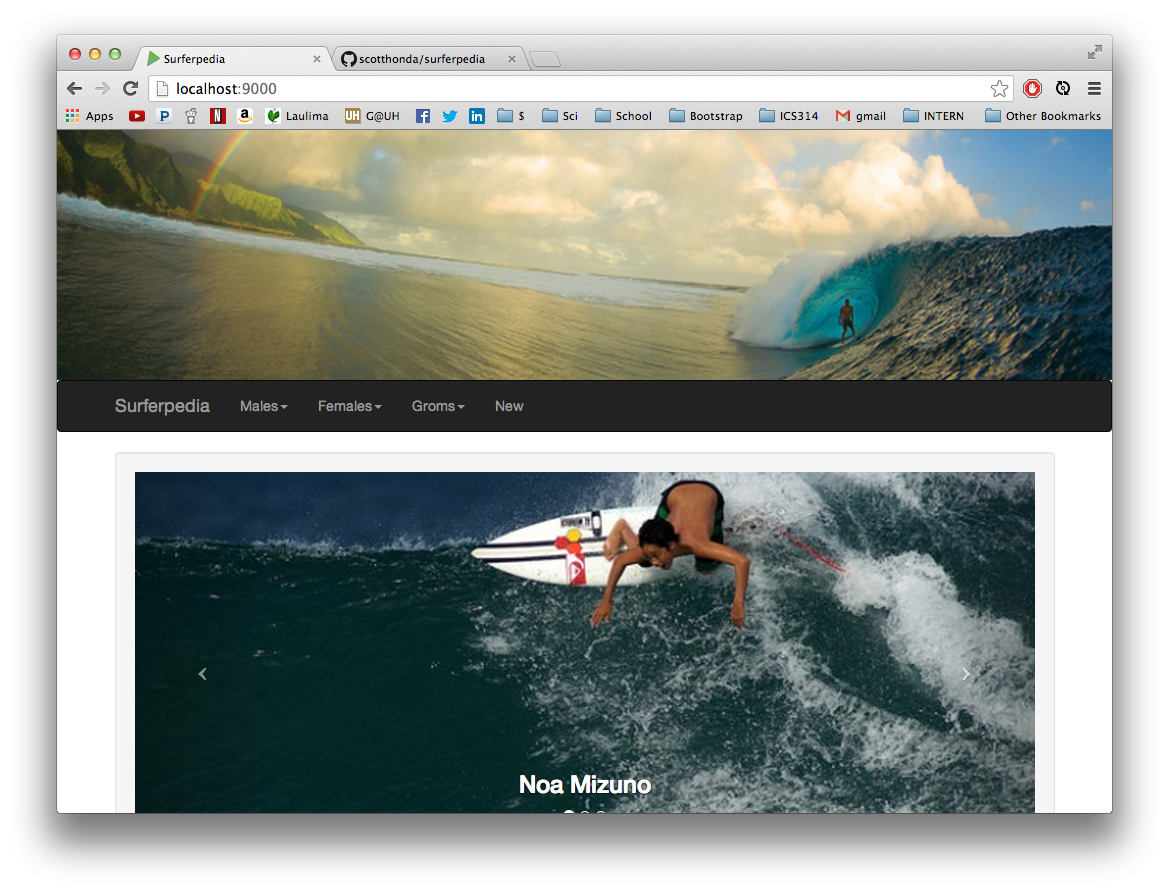 Surferpedia scotthonda/surferpedia
localhost:9000
Apps P N a Laulima UH G@UH f in $ Sci School Bootstrap ICS314 M gmail INTERN Other Bookmarks
Surferpedia Males Females Groms New
Noa Mizuno